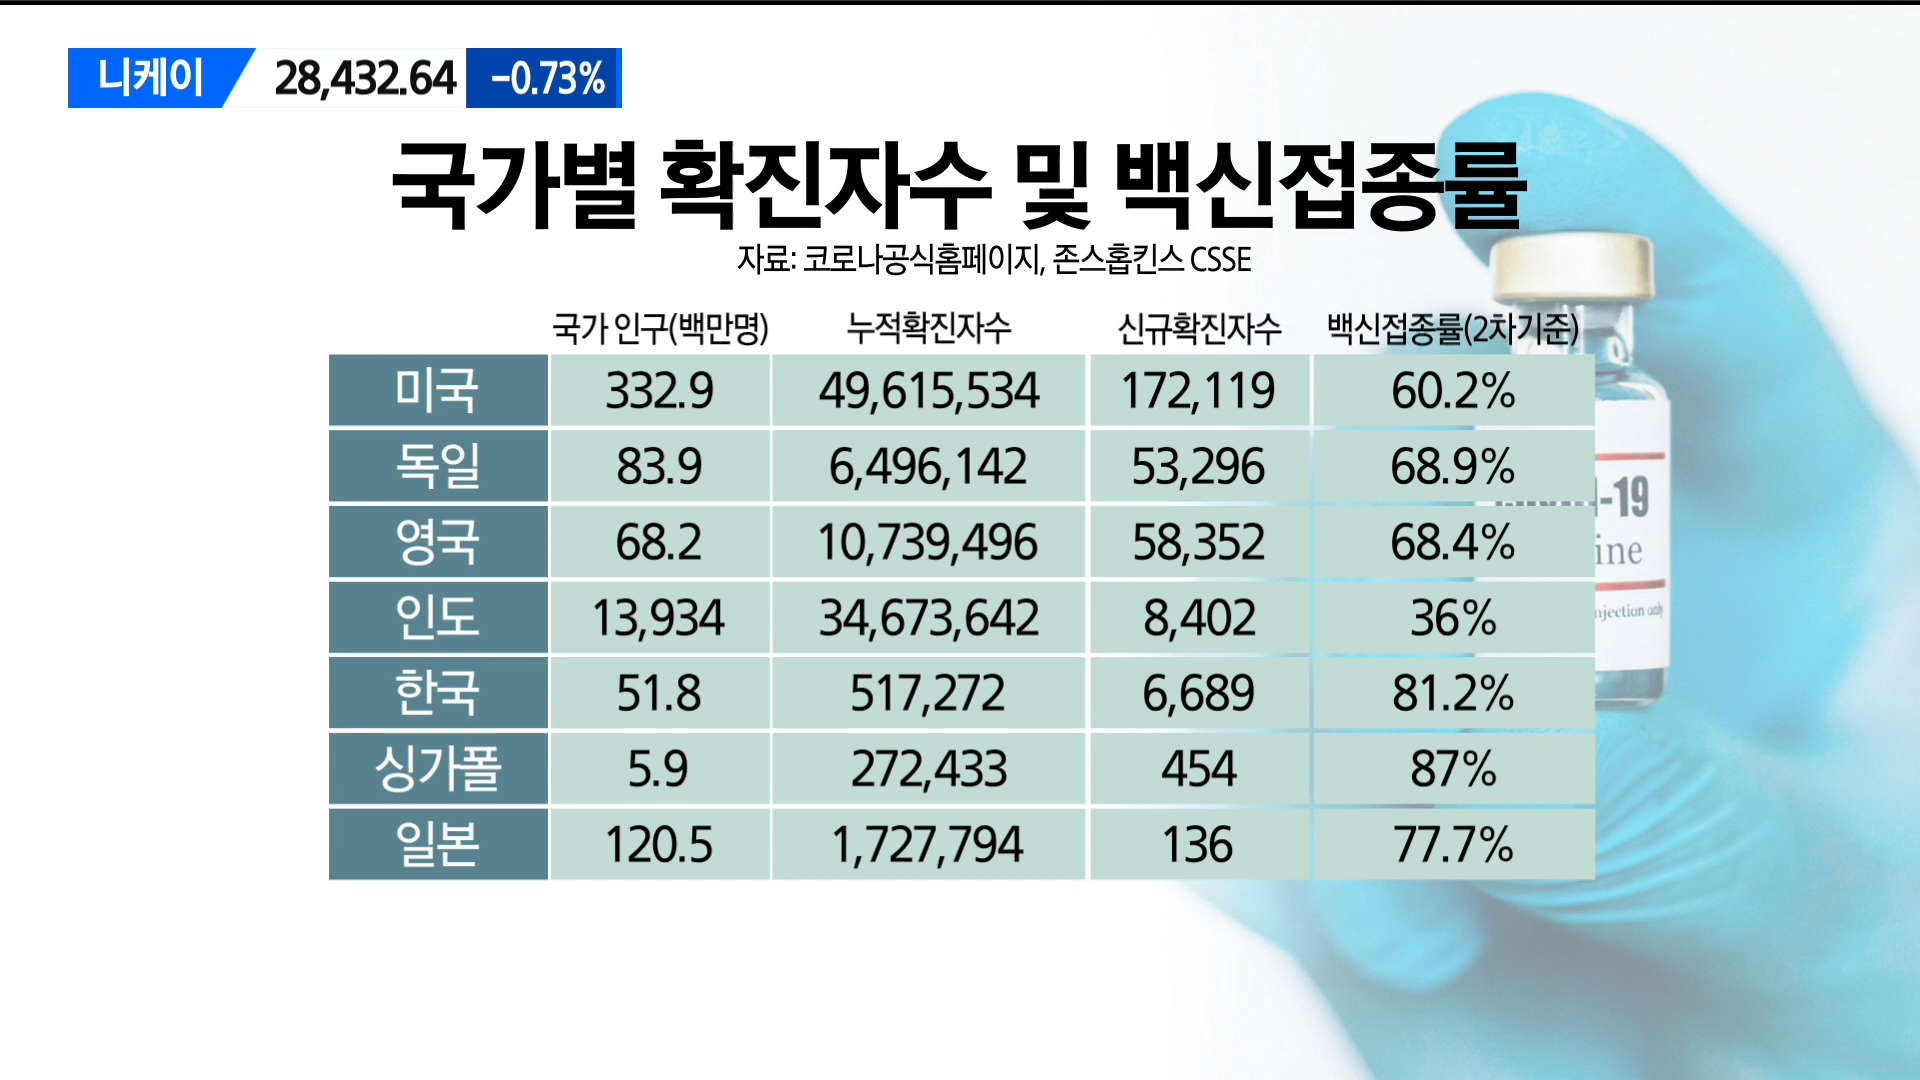 니케이 28,432.64 -0.73%
국가별 확진자수 및 백신접종률
자료: 코로나공식홈페이지, 존스홉킨스 CSSE
국가 인구(백만명) 누적확진자수 신규확진자수 백신접종률(2차기준)
미국 332.9 49,615,534 172,119 60.2%
독일 83.9 6,496,142 53,296 68.9%
영국 68.2 10,739,496 58,352 68.4%
인도 13,934 34,673,642 8,402 36%
한국 51.8 517,272 6,689 81.2%
싱가폴 5.9 272,433 454 87%
일본 120.5 1,727,794 136 77.7%
-19
ine
njection only